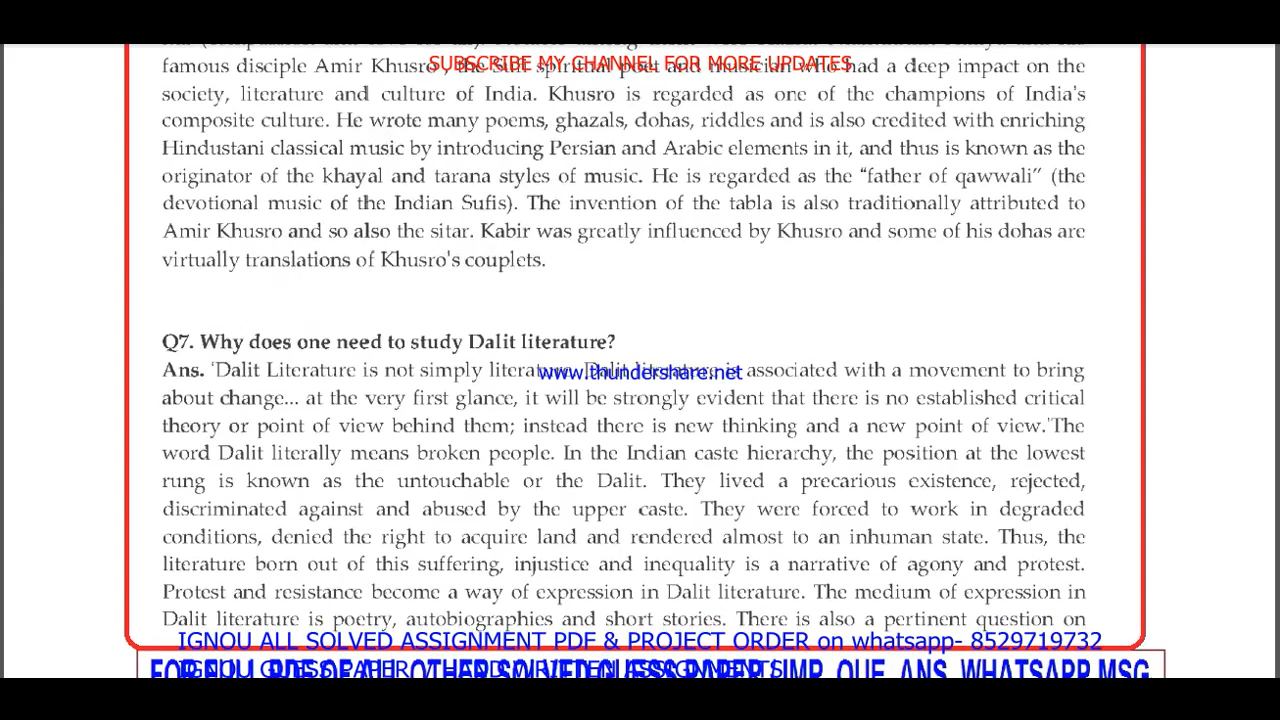 SUBSCRIBE MY CHANNEL FOR MORE UPDATES
famous disciple Amir Khusro , the Sufi spiritual poet and musician who had a deep impact on the
society, literature and culture of India. Khusro is regarded as one of the champions of India's
composite culture. He wrote many poems, ghazals, dohas, riddles and is also credited with enriching
Hindustani classical music by introducing Persian and Arabic elements in it, and thus is known as the
originator of the khayal and tarana styles of music. He is regarded as the “father of qawwali” (the
devotional music of the Indian Sufis). The invention of the tabla is also traditionally attributed to
Amir Khusro and so also the sitar. Kabir was greatly influenced by Khusro and some of his dohas are
virtually translations of Khusro's couplets.
Q7. Why does one need to study Dalit literature?
Ans. 'Dalit Literature is not simply literature. Dalit literature is associated with a movement to bring
www.thundershare.net
about change... at the very first glance, it will be strongly evident that there is no established critical
theory or point of view behind them; instead there is new thinking and a new point of view.'The
word Dalit literally means broken people. In the Indian caste hierarchy, the position at the lowest
rung is known as the untouchable or the Dalit. They lived a precarious existence, rejected,
discriminated against and abused by the upper caste. They were forced to work in degraded
conditions, denied the right to acquire land and rendered almost to an inhuman state. Thus, the
literature born out of this suffering, injustice and inequality is a narrative of agony and protest.
Protest and resistance become a way of expression in Dalit literature. The medium of expression in
Dalit literature is poetry, autobiographies and short stories. There is also a pertinent question on
IGNOU ALL SOLVED ASSIGNMENT PDF & PROJECT ORDER on whatsapp- 8529719732